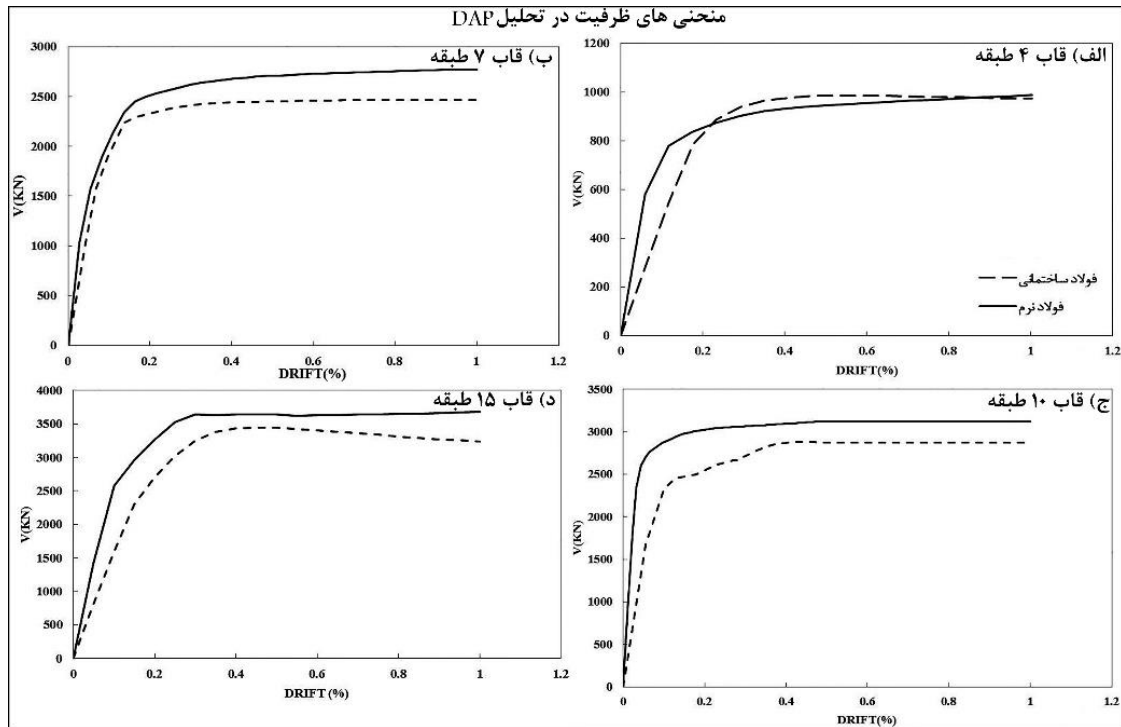 منحنی های ظرفیت در تحلیل DAP
الف) قاب ۴ طبقه
1200
1000
800
600
400
200
0
V(KN)
0 0.2 0.4 0.6 0.8 1 1.2
DRIFT(%)
فولاد ساختمانی
فولاد نرم
ب) قاب ۷ طبقه
3000
2500
2000
1500
1000
500
0
V(KN)
0 0.2 0.4 0.6 0.8 1 1.2
DRIFT(%)
ج) قاب ۱۰ طبقه
3500
3000
2500
2000
1500
1000
500
0
V(KN)
0 0.2 0.4 0.6 0.8 1 1.2
DRIFT(%)
د) قاب ۱۵ طبقه
4000
3500
3000
2500
2000
1500
1000
500
0
V(KN)
0 0.2 0.4 0.6 0.8 1 1.2
DRIFT (%)